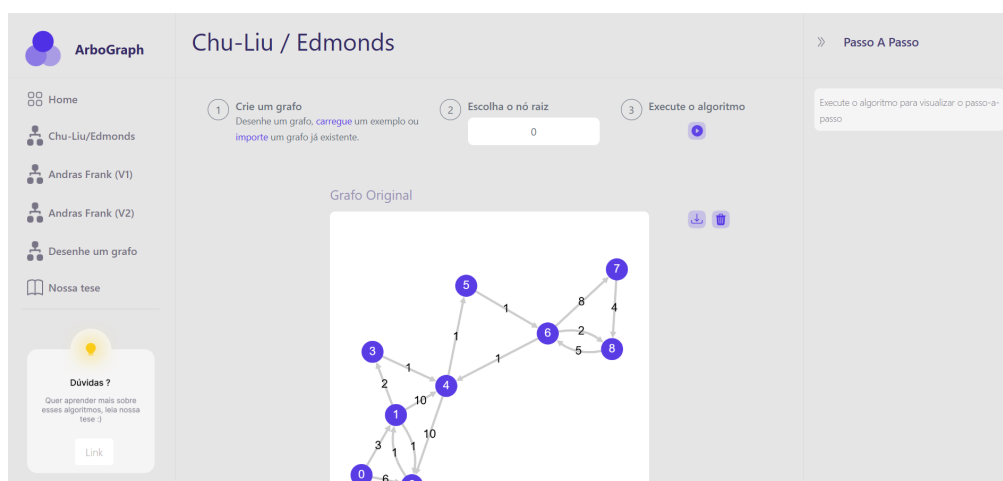 ArboGraph
Home
Chu-Liu/Edmonds
Andras Frank (V1)
Andras Frank (V2)
Desenhe um grafo
Nossa tese
Dúvidas ?
Quer aprender mais sobre
esses algoritmos, leia nossa
tese :)
Link
Chu-Liu / Edmonds
1
Crie um grafo
Desenhe um grafo, carregue um exemplo ou
importe um grafo já existente.
2
Escolha o nó raiz
0
3
Execute o algoritmo
Grafo Original
7
5
8
1
4
6
2
8
5
1
1
3
1
4
2
10
1
10
3
1
1
0
6
Passo A Passo
Execute o algoritmo para visualizar o passo-a-
passo